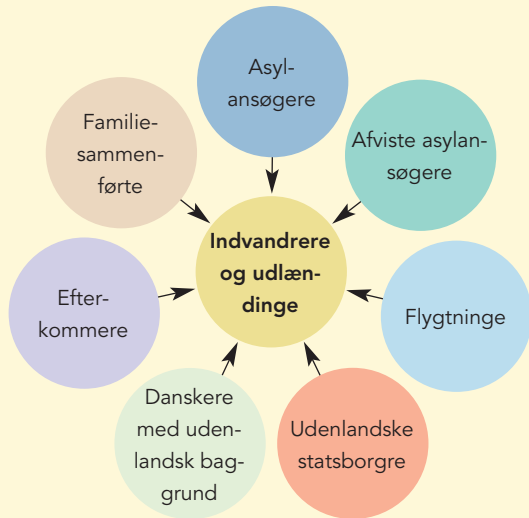 Asyl-
ansøgere
Familie-
sammen-
førte
Afviste asylan-
søgere
Indvandrere
og udlæn-
dinge
Efter-
kommere
Flygtninge
Danskere
med uden-
landsk bag-
grund
Udenlandske
statsborgre